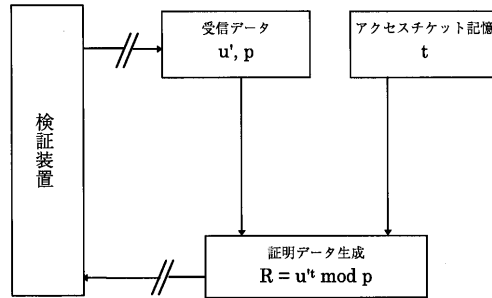 受信データ
u', p
アクセスチケット記憶
t
検証装置
証明データ生成
R = u'ᵗ mod p